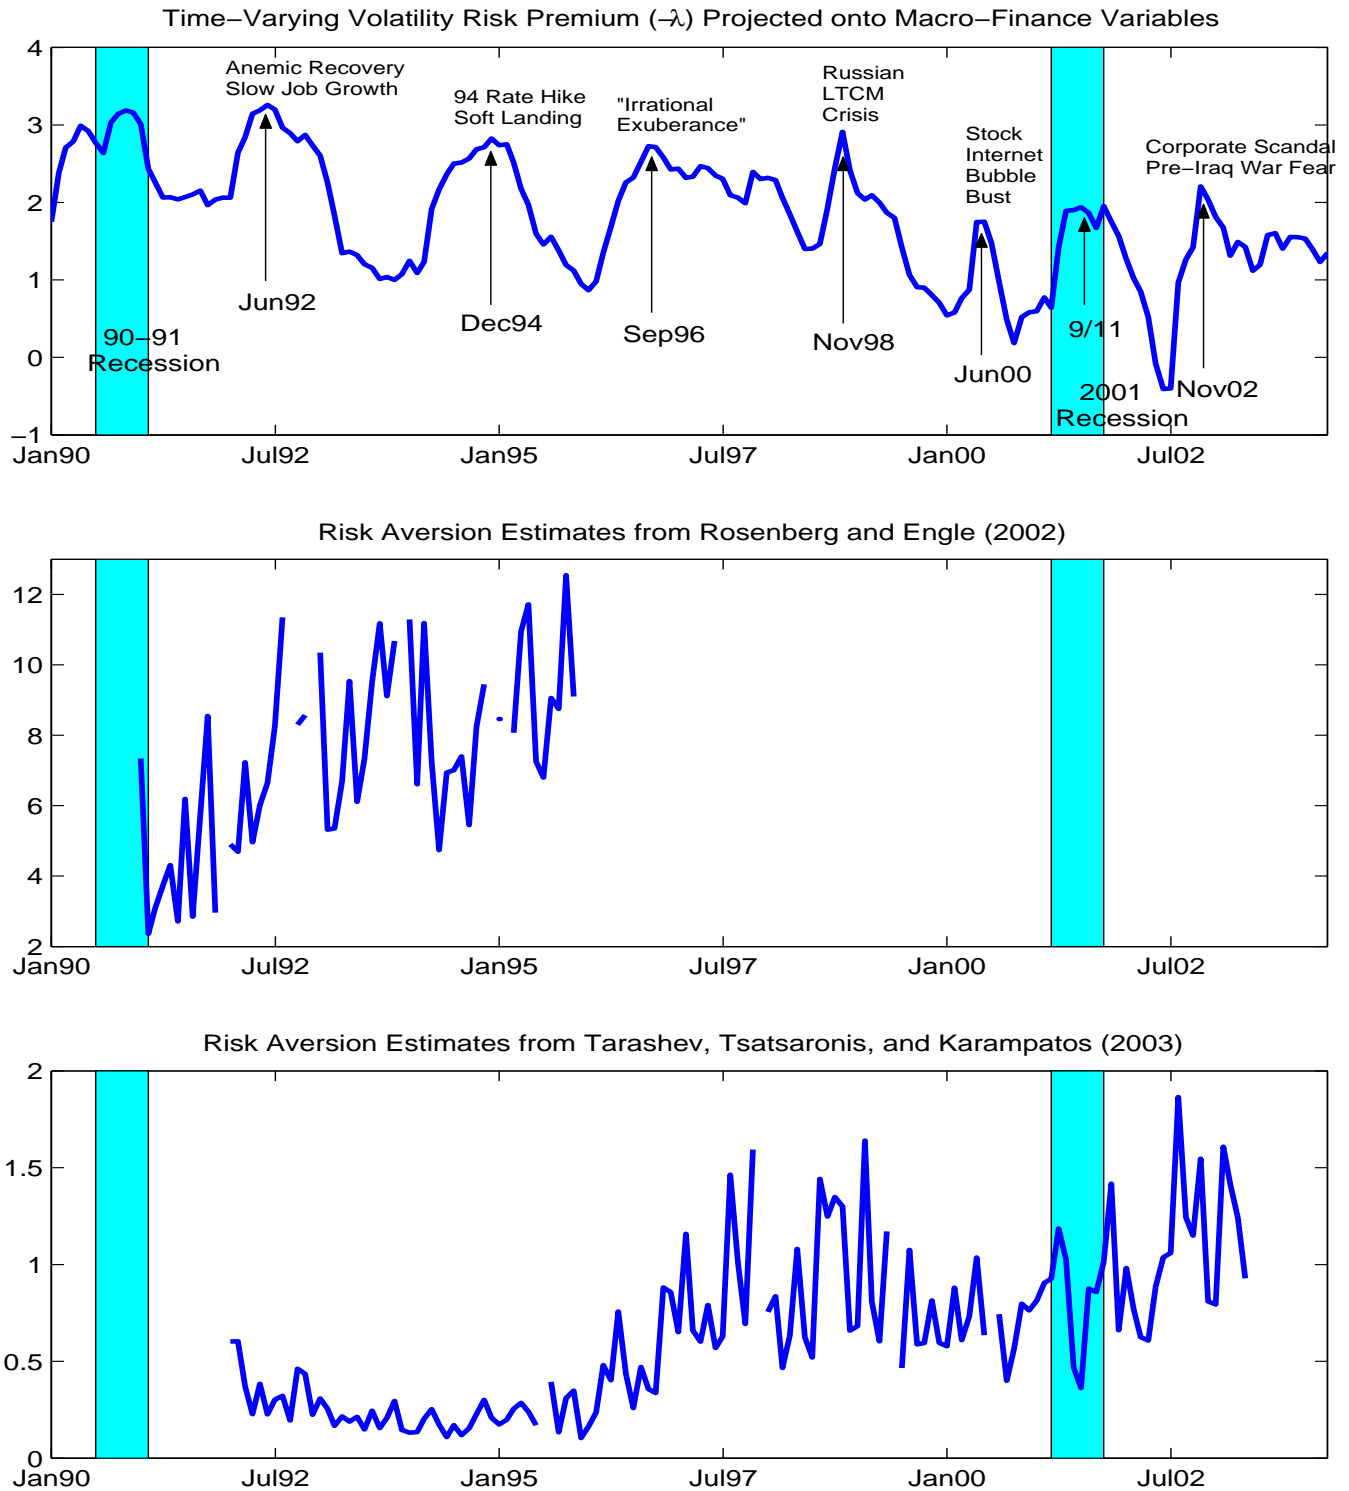 Time−Varying Volatility Risk Premium (−λ) Projected onto Macro−Finance Variables
4
3
2
1
0
−1
Anemic Recovery
Slow Job Growth
94 Rate Hike
Soft Landing
"Irrational
Exuberance"
Russian
LTCM
Crisis
Stock
Internet
Bubble
Bust
Corporate Scandal
Pre−Iraq War Fear
90−91
Recession
Jun92
Dec94
Sep96
Nov98
Jun00
9/11
2001
Recession
Nov02
Jan90
Jul92
Jan95
Jul97
Jan00
Jul02
Risk Aversion Estimates from Rosenberg and Engle (2002)
12
10
8
6
4
2
Jan90
Jul92
Jan95
Jul97
Jan00
Jul02
Risk Aversion Estimates from Tarashev, Tsatsaronis, and Karampatos (2003)
2
1.5
1
0.5
0
Jan90
Jul92
Jan95
Jul97
Jan00
Jul02